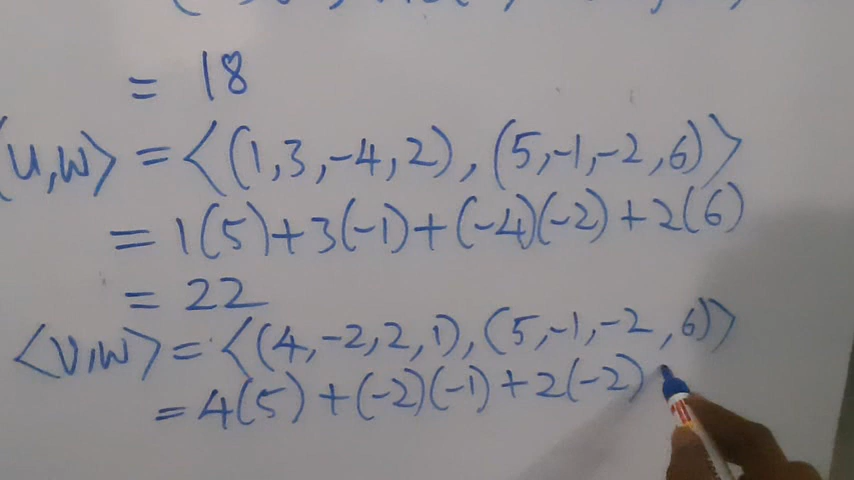 = 18
⟨u,w⟩ = ⟨(1,3,-4,2),(5,-1,-2,6)⟩
= 1(5)+3(-1)+(-4)(-2)+2(6)
= 22
⟨v,w⟩ = ⟨(4,-2,2,1),(5,-1,-2,6)⟩
= 4(5)+(-2)(-1)+2(-2)